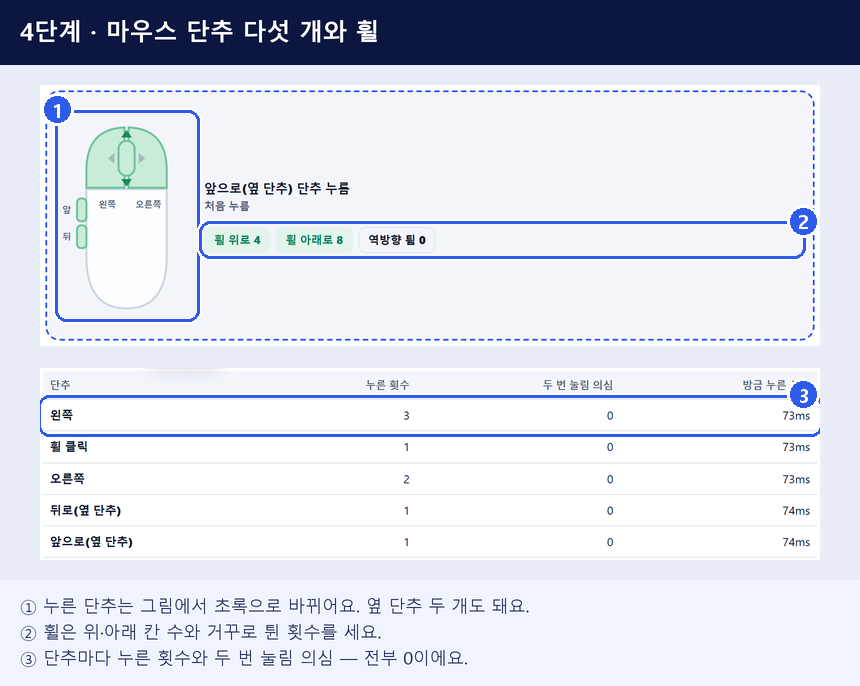 4단계 · 마우스 단추 다섯 개와 휠
1
앞
뒤
왼쪽 오른쪽
앞으로(옆 단추) 단추 누름
처음 누름
2
휠 위로 4 휠 아래로 8 역방향 튐 0
단추 누른 횟수 두 번 눌림 의심 방금 누른
3
왼쪽 3 0 73ms
휠 클릭 1 0 73ms
오른쪽 2 0 73ms
뒤로(옆 단추) 1 0 74ms
앞으로(옆 단추) 1 0 74ms
① 누른 단추는 그림에서 초록으로 바뀌어요. 옆 단추 두 개도 돼요.
② 휠은 위·아래 칸 수와 거꾸로 튄 횟수를 세요.
③ 단추마다 누른 횟수와 두 번 눌림 의심 — 전부 0이에요.